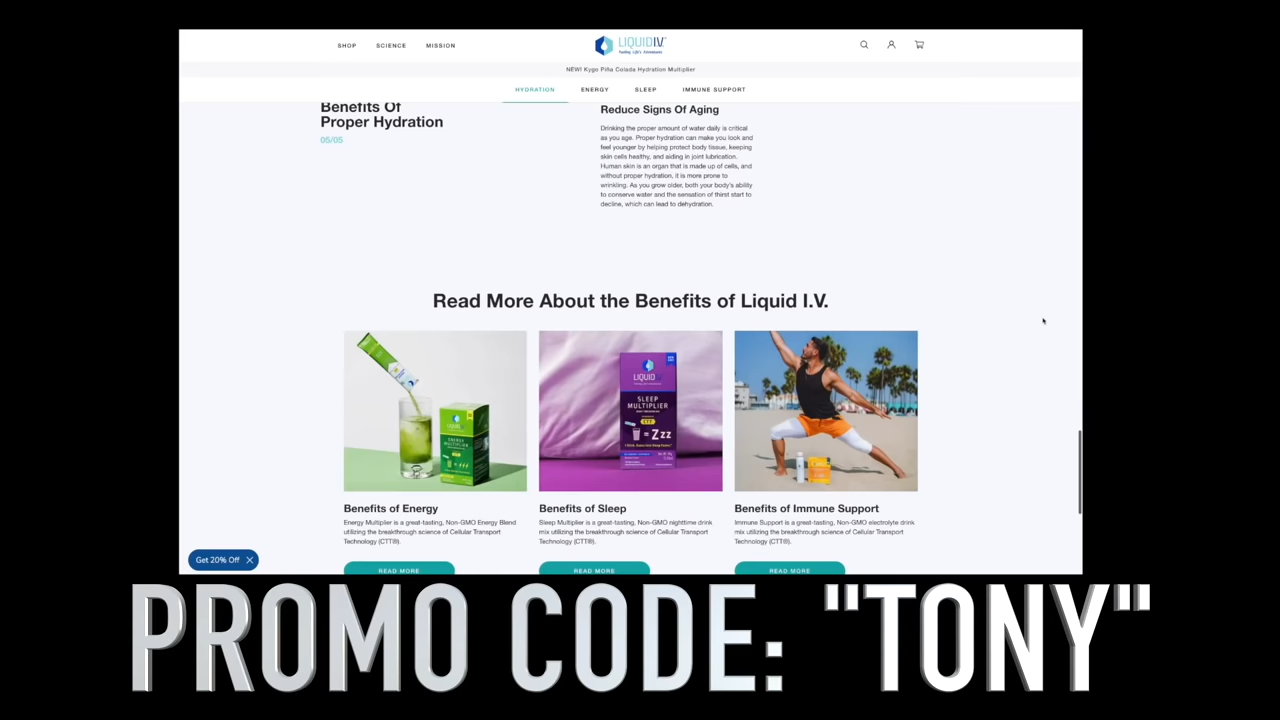 SHOP SCIENCE MISSION
LIQUID I.V.
Fueling Life's Adventures
NEW! Kygo Piña Colada Hydration Multiplier
HYDRATION ENERGY SLEEP IMMUNE SUPPORT
Benefits Of
Proper Hydration
05/05
Reduce Signs Of Aging
Drinking the proper amount of water daily is critical
as you age. Proper hydration can make you look and
feel younger by helping protect body tissue, keeping
skin cells healthy, and aiding in joint lubrication.
Human skin is an organ that is made up of cells, and
without proper hydration, it is more prone to
wrinkling. As you grow older, both your body's ability
to conserve water and the sensation of thirst start to
decline, which can lead to dehydration.
Read More About the Benefits of Liquid I.V.
LIQUID
ENERGY
MULTIPLIER
LIQUID
SLEEP
MULTIPLIER
CTT
= Zzz
Benefits of Energy
Energy Multiplier is a great-tasting, Non-GMO Energy Blend
utilizing the breakthrough science of Cellular Transport
Technology (CTT®).
READ MORE
Benefits of Sleep
Sleep Multiplier is a great-tasting, Non-GMO nighttime drink
mix utilizing the breakthrough science of Cellular Transport
Technology (CTT®).
READ MORE
Benefits of Immune Support
Immune Support is a great-tasting, Non-GMO electrolyte drink
mix utilizing the breakthrough science of Cellular Transport
Technology (CTT®).
READ MORE
Get 20% Off
PROMO CODE: "TONY"